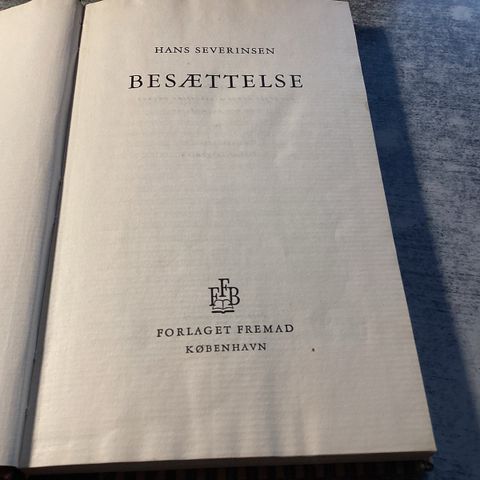 HANS SEVERINSEN
BESÆTTELSE
FFB
FORLAGET FREMAD
KØBENHAVN